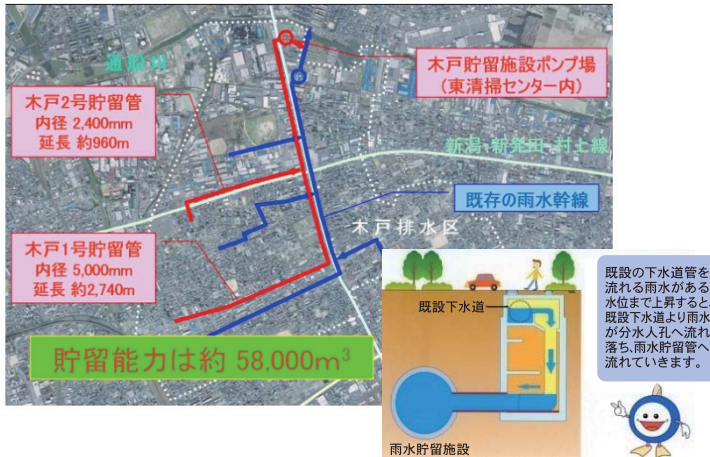 通船川
木戸貯留施設ポンプ場
(東清掃センター内)
木戸2号貯留管
内径 2,400mm
延長 約960m
新潟・新発田・村上線
既存の雨水幹線
木戸排水区
木戸1号貯留管
内径 5,000mm
延長 約2,740m
貯留能力は約 58,000m³
既設下水道
雨水貯留施設
既設の下水道管を
流れる雨水がある
水位まで上昇すると、
既設下水道より雨水
が分水人孔へ流れ
落ち、雨水貯留管へ
流れていきます。